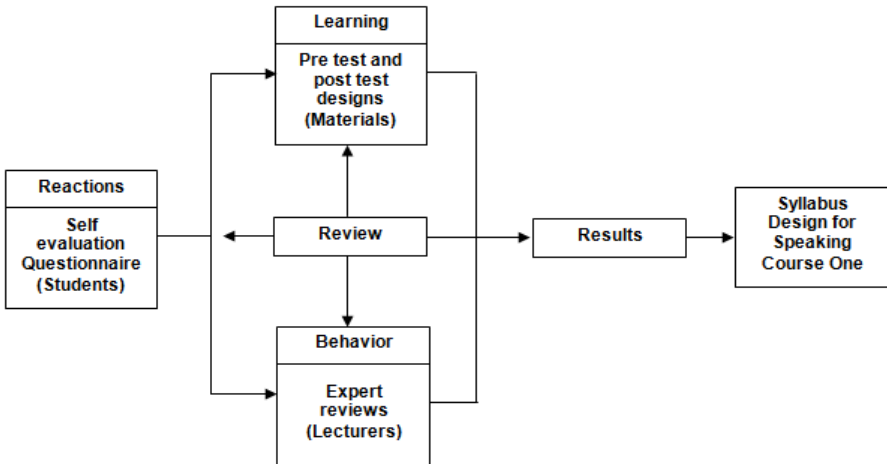 Reactions
Self
evaluation
Questionnaire
(Students)
Learning
Pre test and
post test
designs
(Materials)
Review
Behavior
Expert
reviews
(Lecturers)
Results
Syllabus
Design for
Speaking
Course One